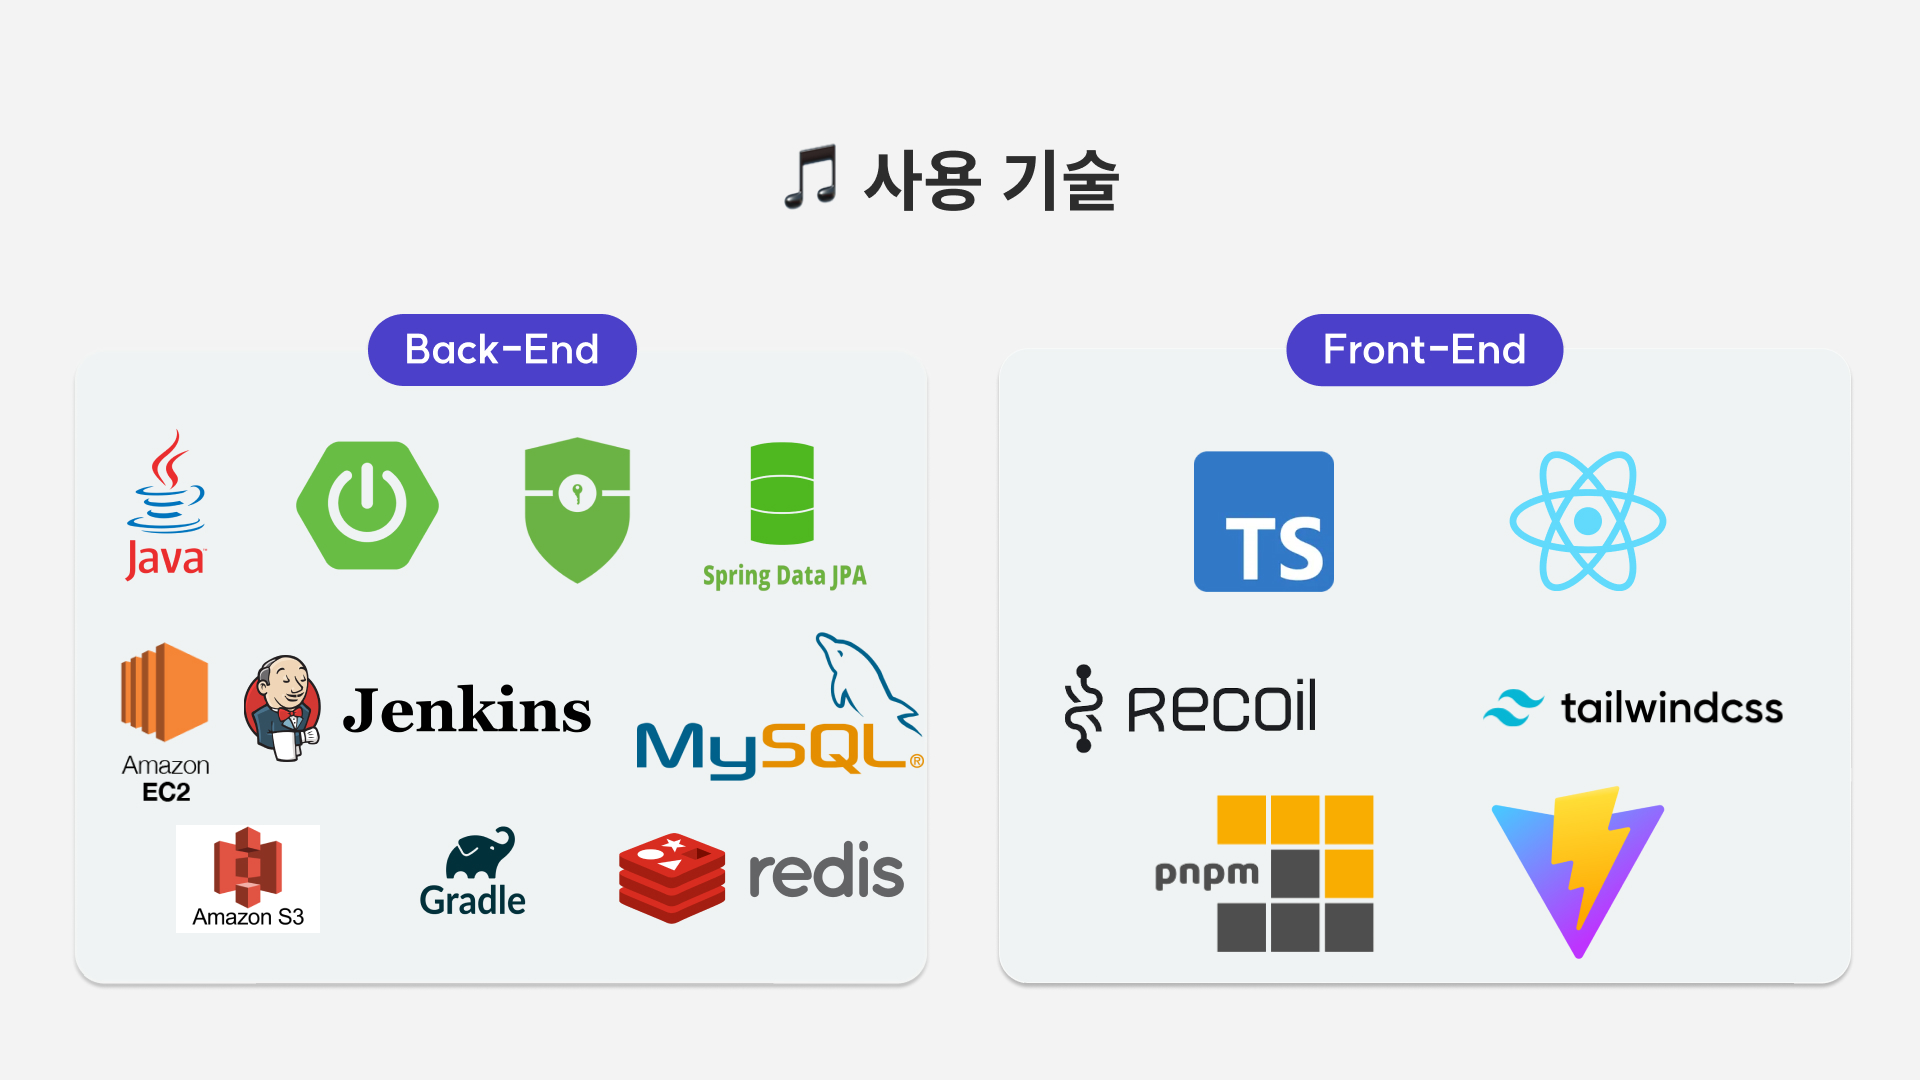 사용 기술
Back-End
Java™
Spring Data JPA
Amazon
EC2
Jenkins
MySQL®
Amazon S3
Gradle
redis
Front-End
TS
Recoil
tailwindcss
pnpm